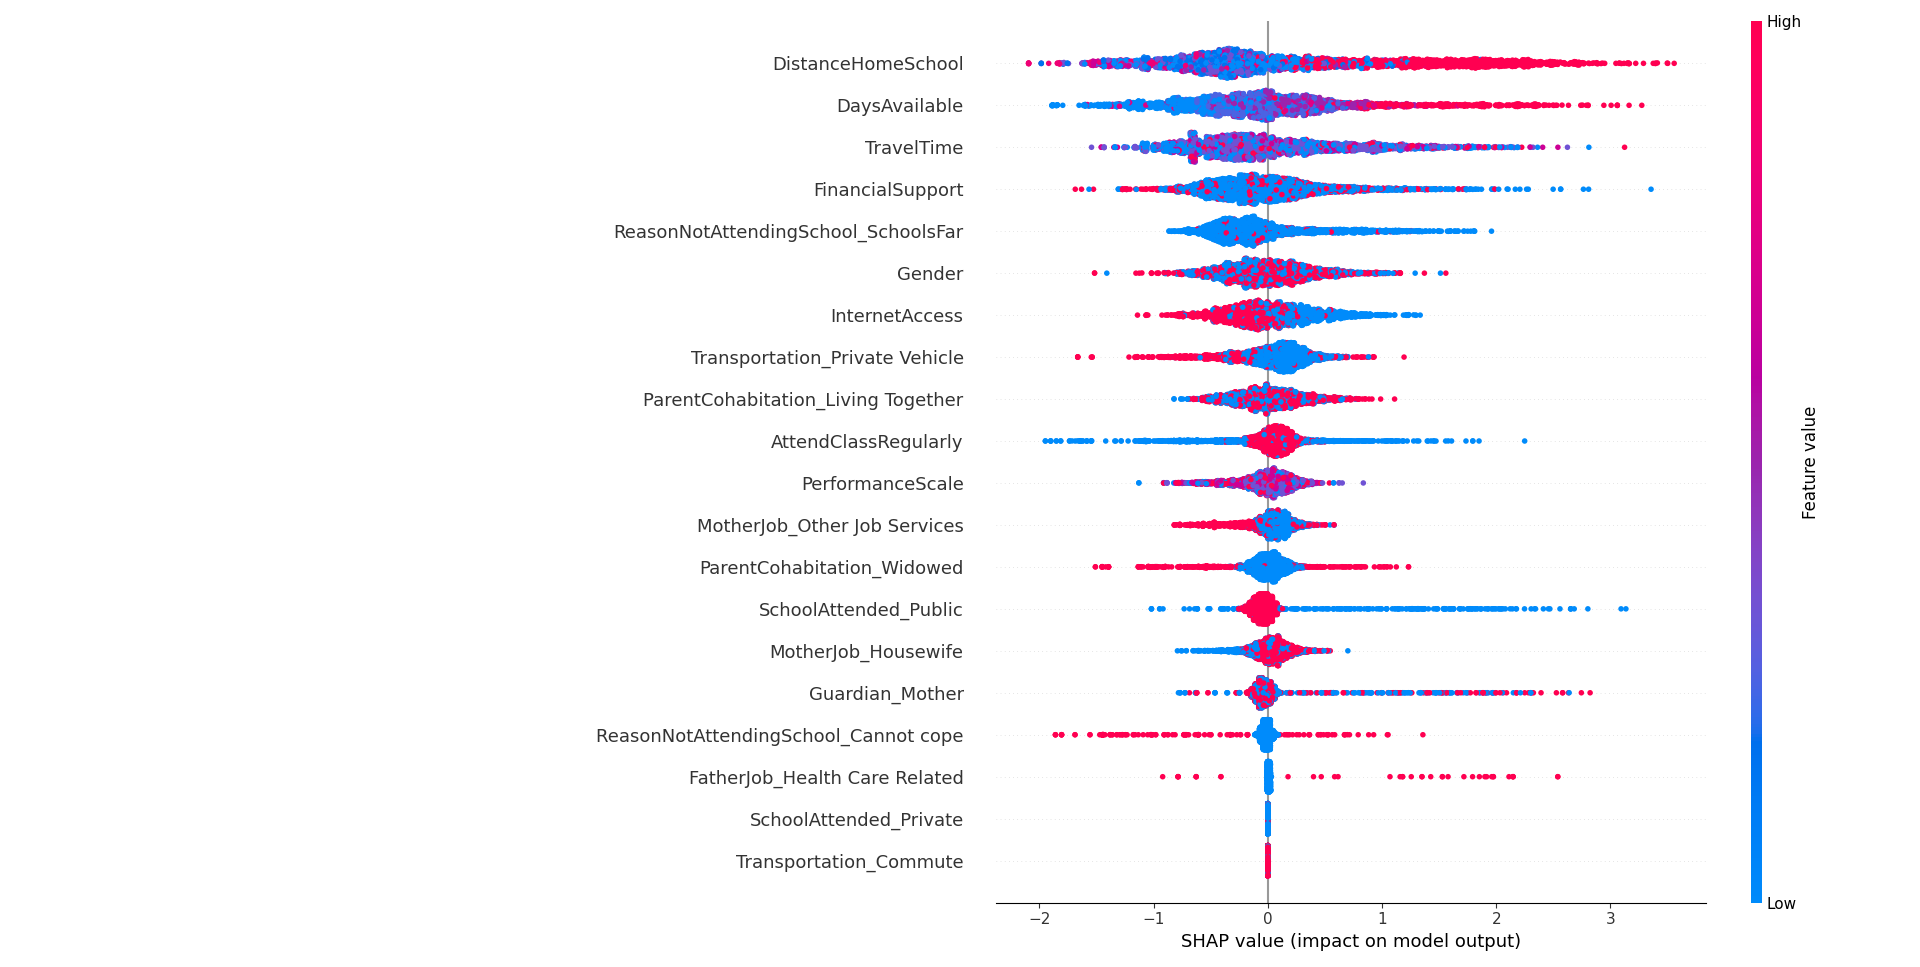 High
DistanceHomeSchool
DaysAvailable
TravelTime
FinancialSupport
ReasonNotAttendingSchool_SchoolsFar
Gender
InternetAccess
Transportation_Private Vehicle
ParentCohabitation_Living Together
AttendClassRegularly
PerformanceScale
MotherJob_Other Job Services
ParentCohabitation_Widowed
SchoolAttended_Public
MotherJob_Housewife
Guardian_Mother
ReasonNotAttendingSchool_Cannot cope
FatherJob_Health Care Related
SchoolAttended_Private
Transportation_Commute
Feature value
Low
−2 −1 0 1 2 3
SHAP value (impact on model output)